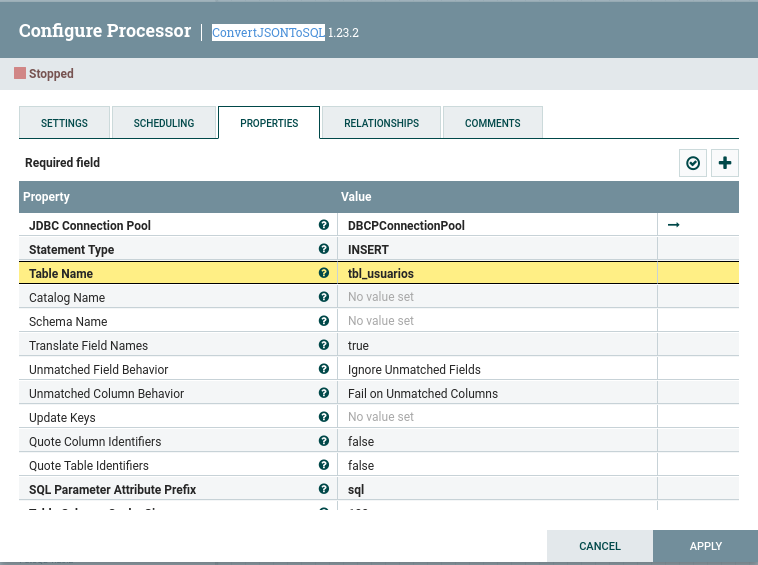 Configure Processor | ConvertJSONToSQL 1.23.2
Stopped
SETTINGS SCHEDULING PROPERTIES RELATIONSHIPS COMMENTS
Required field
Property Value
JDBC Connection Pool DBCPConnectionPool
Statement Type INSERT
Table Name tbl_usuarios
Catalog Name No value set
Schema Name No value set
Translate Field Names true
Unmatched Field Behavior Ignore Unmatched Fields
Unmatched Column Behavior Fail on Unmatched Columns
Update Keys No value set
Quote Column Identifiers false
Quote Table Identifiers false
SQL Parameter Attribute Prefix sql
CANCEL APPLY